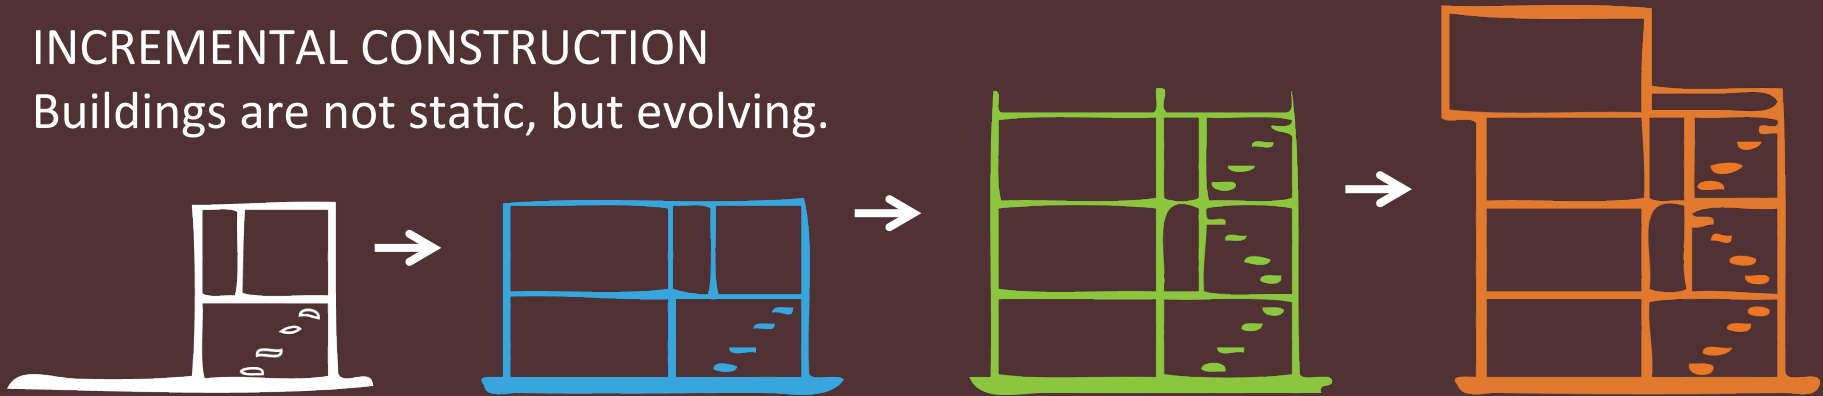 INCREMENTAL CONSTRUCTION
Buildings are not static, but evolving.